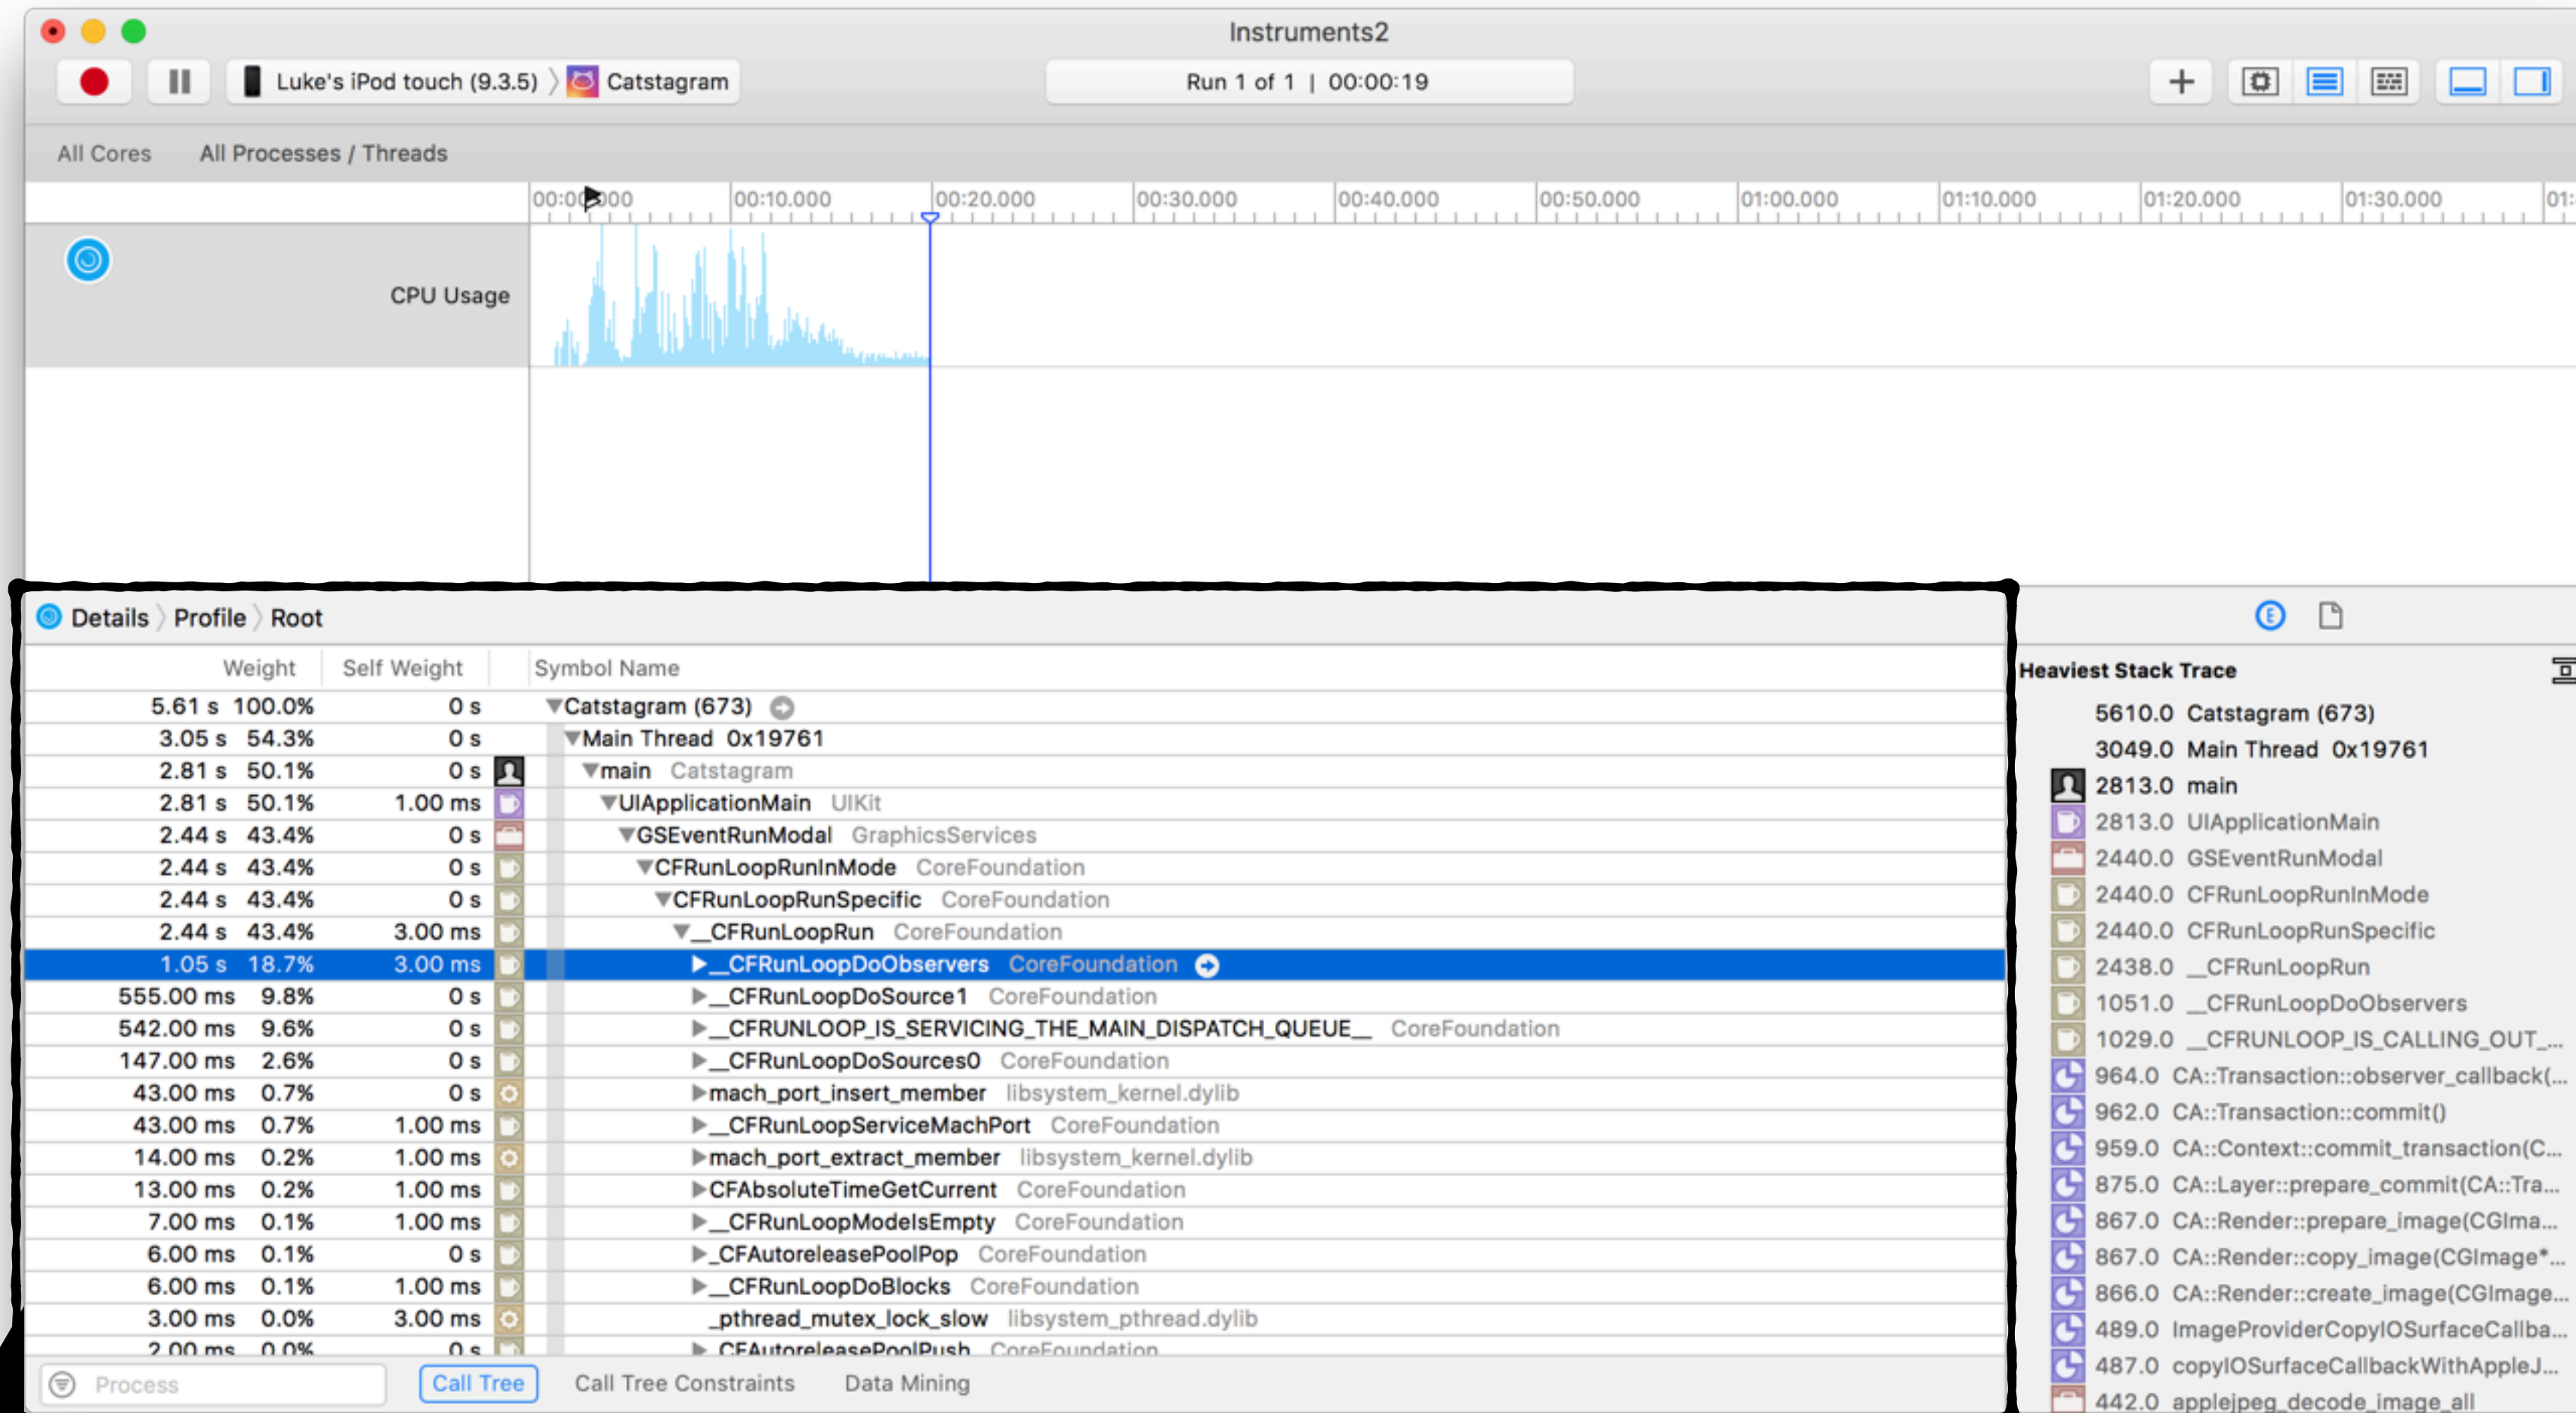 Instruments2
Luke's iPod touch (9.3.5) Catstagram Run 1 of 1 | 00:00:19
All Cores All Processes / Threads
00:10.000 00:20.000 00:30.000 00:40.000 00:50.000 01:00.000 01:10.000 01:20.000 01:30.000 01:
CPU Usage
Details Profile Root
Weight Self Weight Symbol Name
5.61 s 100.0% 0 s Catstagram (673)
3.05 s 54.3% 0 s Main Thread 0x19761
2.81 s 50.1% 0 s main Catstagram
2.81 s 50.1% 1.00 ms UIApplicationMain UIKit
2.44 s 43.4% 0 s GSEventRunModal GraphicsServices
2.44 s 43.4% 0 s CFRunLoopRunInMode CoreFoundation
2.44 s 43.4% 0 s CFRunLoopRunSpecific CoreFoundation
2.44 s 43.4% 3.00 ms __CFRunLoopRun CoreFoundation
1.05 s 18.7% 3.00 ms __CFRunLoopDoObservers CoreFoundation
555.00 ms 9.8% 0 s __CFRunLoopDoSource1 CoreFoundation
542.00 ms 9.6% 0 s __CFRUNLOOP_IS_SERVICING_THE_MAIN_DISPATCH_QUEUE__ CoreFoundation
147.00 ms 2.6% 0 s __CFRunLoopDoSources0 CoreFoundation
43.00 ms 0.7% 0 s mach_port_insert_member libsystem_kernel.dylib
43.00 ms 0.7% 1.00 ms __CFRunLoopServiceMachPort CoreFoundation
14.00 ms 0.2% 1.00 ms mach_port_extract_member libsystem_kernel.dylib
13.00 ms 0.2% 1.00 ms CFAbsoluteTimeGetCurrent CoreFoundation
7.00 ms 0.1% 1.00 ms __CFRunLoopModeIsEmpty CoreFoundation
6.00 ms 0.1% 0 s _CFAutoreleasePoolPop CoreFoundation
6.00 ms 0.1% 1.00 ms __CFRunLoopDoBlocks CoreFoundation
3.00 ms 0.0% 3.00 ms _pthread_mutex_lock_slow libsystem_pthread.dylib
2.00 ms 0.0% 0 s CFAutoreleasePoolPush CoreFoundation
Process Call Tree Call Tree Constraints Data Mining
E
Heaviest Stack Trace
5610.0 Catstagram (673)
3049.0 Main Thread 0x19761
2813.0 main
2813.0 UIApplicationMain
2440.0 GSEventRunModal
2440.0 CFRunLoopRunInMode
2440.0 CFRunLoopRunSpecific
2438.0 __CFRunLoopRun
1051.0 __CFRunLoopDoObservers
1029.0 __CFRUNLOOP_IS_CALLING_OUT_...
964.0 CA::Transaction::observer_callback(...
962.0 CA::Transaction::commit()
959.0 CA::Context::commit_transaction(C...
875.0 CA::Layer::prepare_commit(CA::Tra...
867.0 CA::Render::prepare_image(CGIma...
867.0 CA::Render::copy_image(CGImage*...
866.0 CA::Render::create_image(CGImage...
489.0 ImageProviderCopyIOSurfaceCallba...
487.0 copyIOSurfaceCallbackWithAppleJ...
442.0 applejpeg_decode_image_all